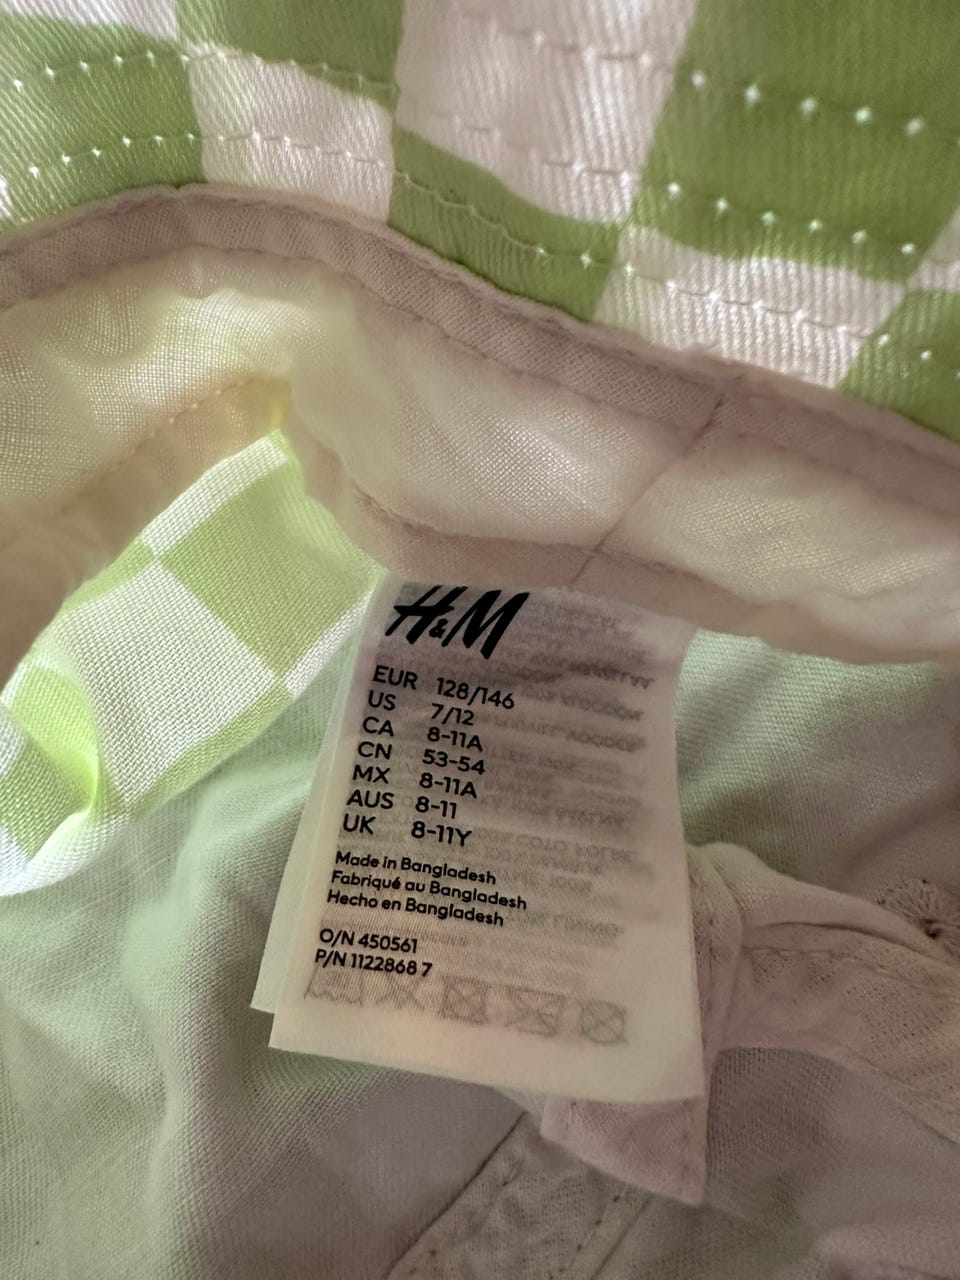 H&M
EUR 128/146
US 7/12
CA 8-11A
CN 53-54
MX 8-11A
AUS 8-11
UK 8-11Y
Made in Bangladesh
Fabriqué au Bangladesh
Hecho en Bangladesh
O/N 450561
P/N 1122868 7